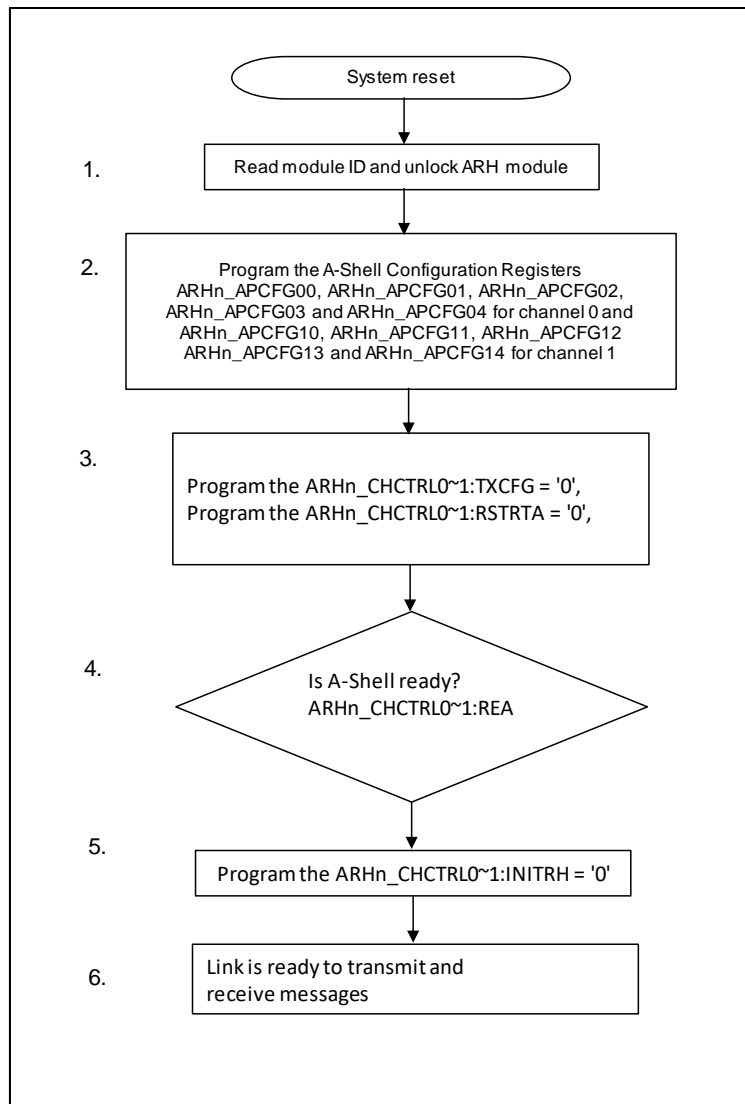 System reset
1.
Read module ID and unlock ARH module
2.
Program the A-Shell Configuration Registers
ARHn_APCFG00, ARHn_APCFG01, ARHn_APCFG02,
ARHn_APCFG03 and ARHn_APCFG04 for channel 0 and
ARHn_APCFG10, ARHn_APCFG11, ARHn_APCFG12
ARHn_APCFG13 and ARHn_APCFG14 for channel 1
3.
Program the ARHn_CHCTRL0~1:TXCFG = '0',
Program the ARHn_CHCTRL0~1:RSTRTA = '0',
4.
Is A-Shell ready?
ARHn_CHCTRL0~1:REA
5.
Program the ARHn_CHCTRL0~1:INITRH = '0'
6.
Link is ready to transmit and
receive messages